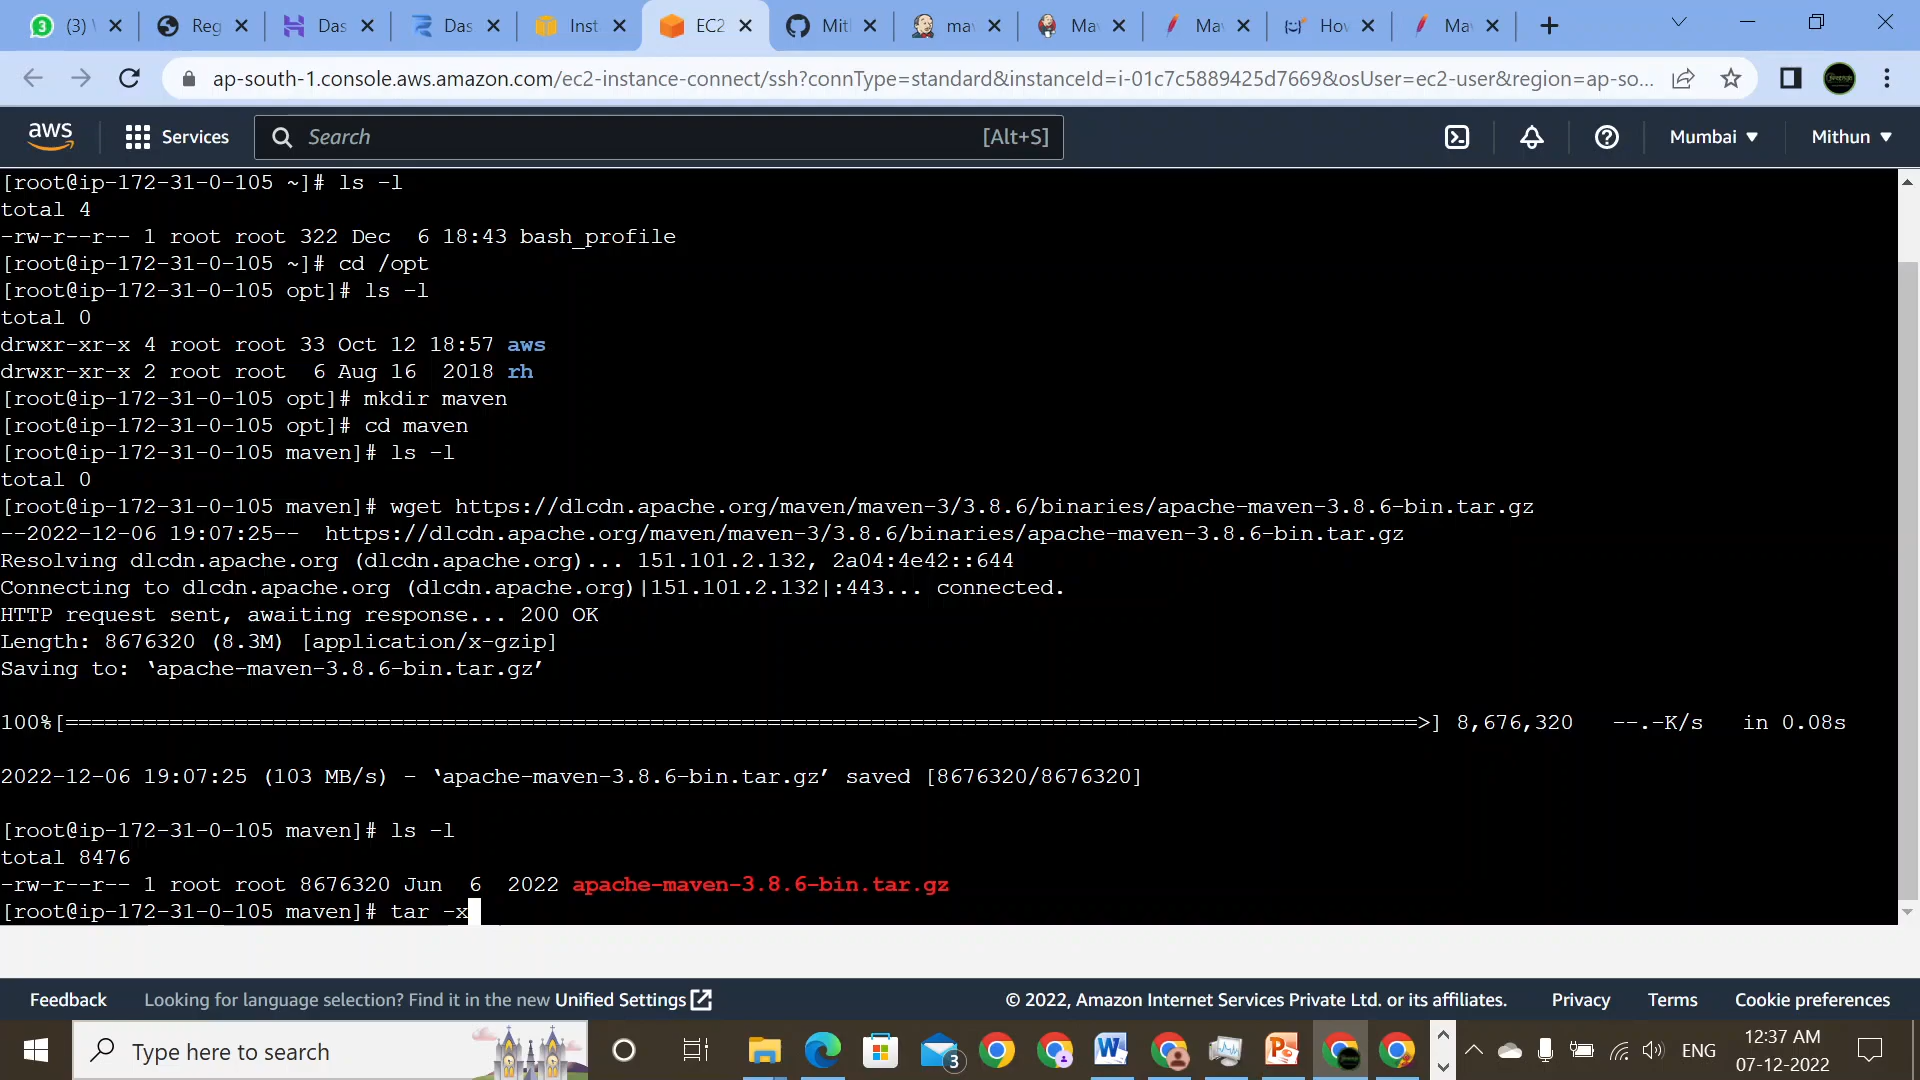 (3)
Reg
Das
Das
Inst
EC2
Mit
ma
Ma
Ma
Ho
Ma
ap-south-1.console.aws.amazon.com/ec2-instance-connect/ssh?connType=standard&instanceId=i-01c7c5889425d7669&osUser=ec2-user&region=ap-so...
aws
Services
Search
[Alt+S]
Mumbai
Mithun
[root@ip-172-31-0-105 ~]# ls -l
total 4
-rw-r--r-- 1 root root 322 Dec  6 18:43 bash_profile
[root@ip-172-31-0-105 ~]# cd /opt
[root@ip-172-31-0-105 opt]# ls -l
total 0
drwxr-xr-x 4 root root 33 Oct 12 18:57 aws
drwxr-xr-x 2 root root  6 Aug 16  2018 rh
[root@ip-172-31-0-105 opt]# mkdir maven
[root@ip-172-31-0-105 opt]# cd maven
[root@ip-172-31-0-105 maven]# ls -l
total 0
[root@ip-172-31-0-105 maven]# wget https://dlcdn.apache.org/maven/maven-3/3.8.6/binaries/apache-maven-3.8.6-bin.tar.gz
--2022-12-06 19:07:25--  https://dlcdn.apache.org/maven/maven-3/3.8.6/binaries/apache-maven-3.8.6-bin.tar.gz
Resolving dlcdn.apache.org (dlcdn.apache.org)... 151.101.2.132, 2a04:4e42::644
Connecting to dlcdn.apache.org (dlcdn.apache.org)|151.101.2.132|:443... connected.
HTTP request sent, awaiting response... 200 OK
Length: 8676320 (8.3M) [application/x-gzip]
Saving to: ‘apache-maven-3.8.6-bin.tar.gz’
100%[========================================================================================================>] 8,676,320   --.-K/s   in 0.08s
2022-12-06 19:07:25 (103 MB/s) - ‘apache-maven-3.8.6-bin.tar.gz’ saved [8676320/8676320]
[root@ip-172-31-0-105 maven]# ls -l
total 8476
-rw-r--r-- 1 root root 8676320 Jun  6  2022 apache-maven-3.8.6-bin.tar.gz
[root@ip-172-31-0-105 maven]# tar -x
Feedback
Looking for language selection? Find it in the new Unified Settings
© 2022, Amazon Internet Services Private Ltd. or its affiliates.
Privacy
Terms
Cookie preferences
Type here to search
3
ENG
12:37 AM
07-12-2022